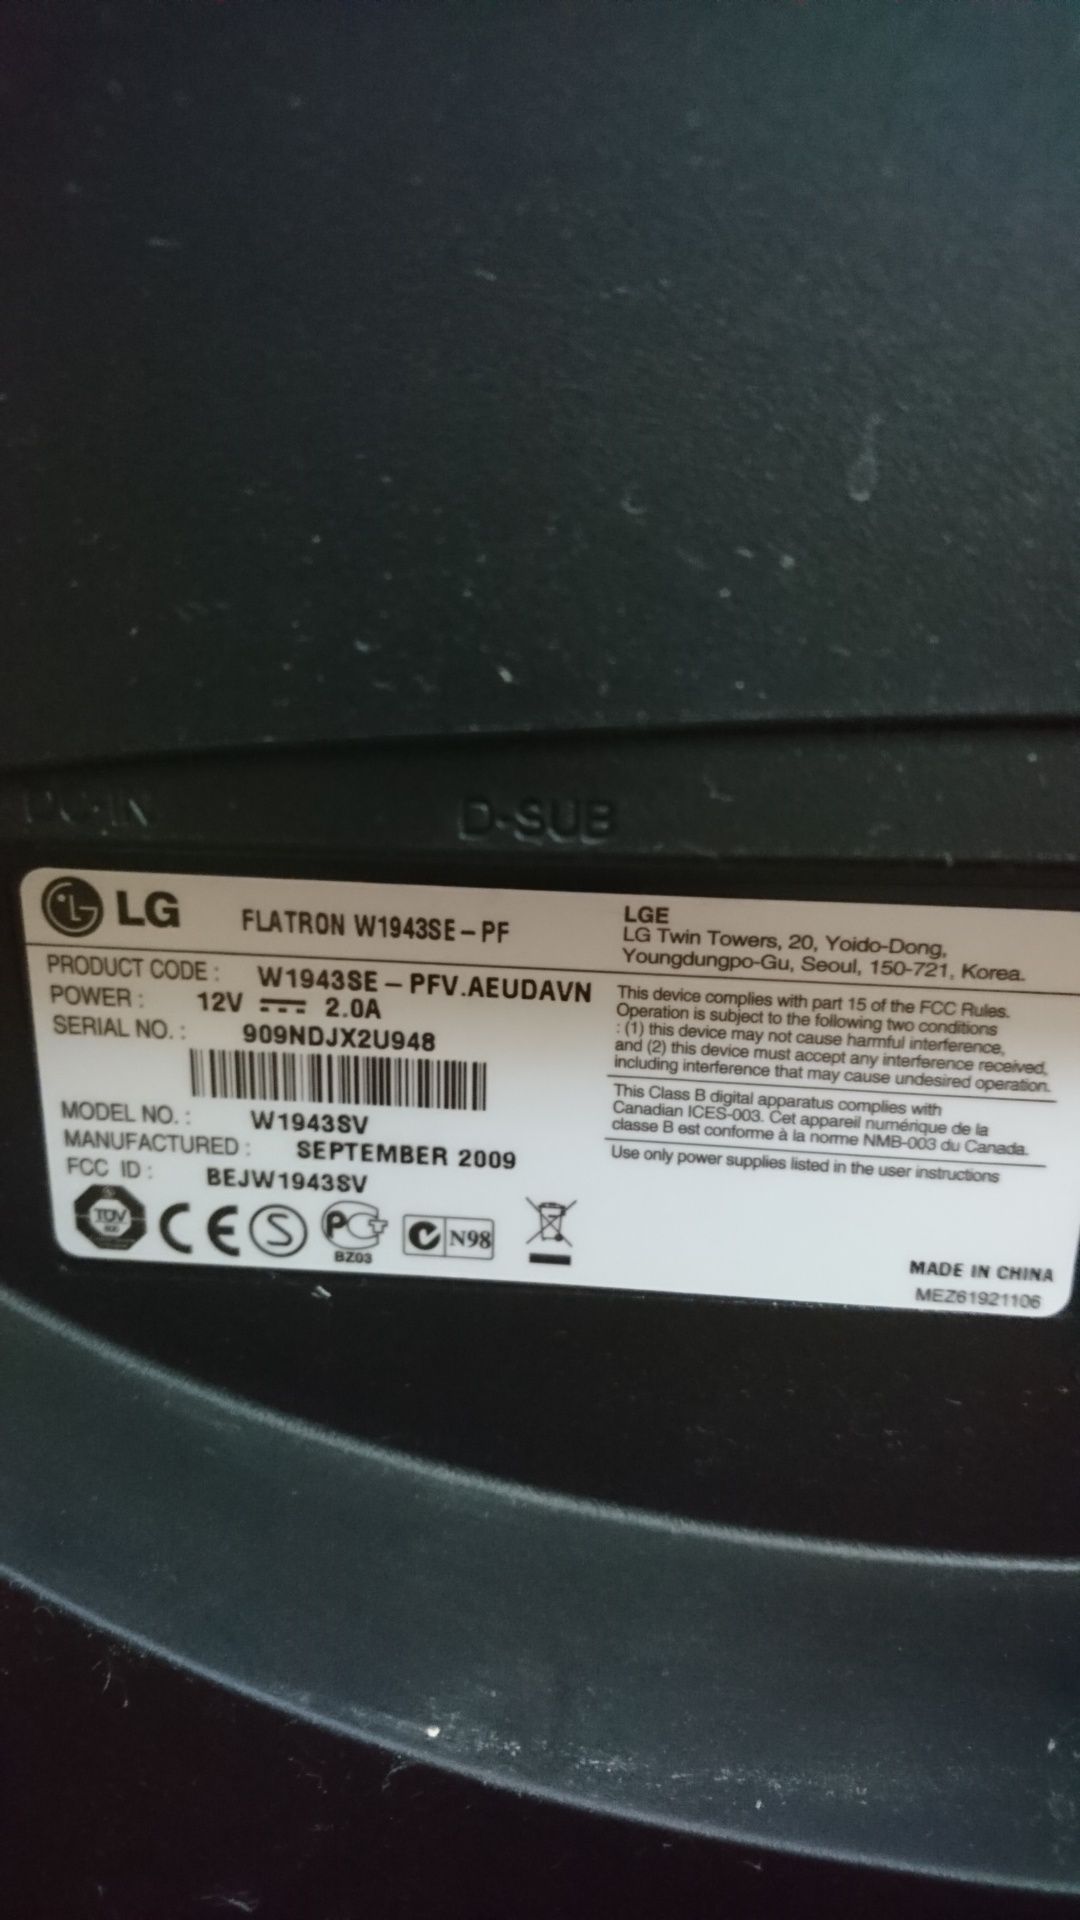 DC-IN
D-SUB
LG
FLATRON W1943SE-PF
PRODUCT CODE : W1943SE-PFV.AEUDAVN
POWER : 12V ⎓ 2.0A
SERIAL NO. : 909NDJX2U948
MODEL NO. : W1943SV
MANUFACTURED : SEPTEMBER 2009
FCC ID : BEJW1943SV
TÜV
CE
S
PCT
BZ03
N98
LGE
LG Twin Towers, 20, Yoido-Dong,
Youngdungpo-Gu, Seoul, 150-721, Korea.
This device complies with part 15 of the FCC Rules.
Operation is subject to the following two conditions
: (1) this device may not cause harmful interference,
and (2) this device must accept any interference received,
including interference that may cause undesired operation.
This Class B digital apparatus complies with
Canadian ICES-003. Cet appareil numérique de la
classe B est conforme à la norme NMB-003 du Canada.
Use only power supplies listed in the user instructions
MADE IN CHINA
MEZ61921106